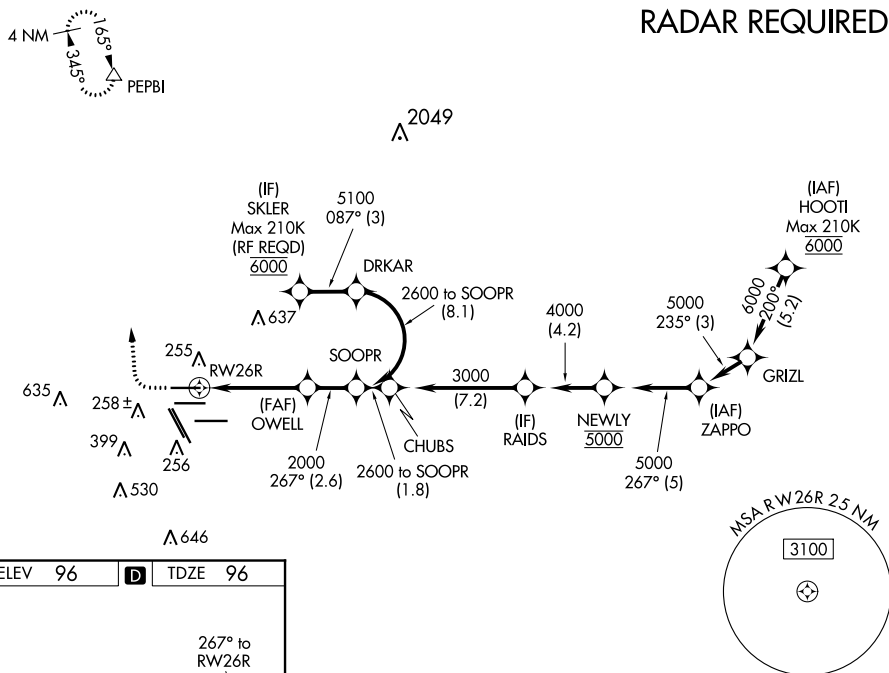 RADAR REQUIRED
4 NM
165°
345°
PEPBI
2049
(IF)
SKLER
Max 210K
(RF REQD)
6000
5100
087° (3)
DRKAR
(IAF)
HOOTI
Max 210K
6000
637
2600 to SOOPR
(8.1)
4000
(4.2)
5000
235° (3)
6000
200°
(5.2)
255
RW26R
SOOPR
3000
(7.2)
GRIZL
635
258 ±
(FAF)
OWELL
CHUBS
(IF)
RAIDS
NEWLY
5000
(IAF)
ZAPPO
399
256
2000
267° (2.6)
2600 to SOOPR
(1.8)
5000
267° (5)
530
646
MSA RW26R 25 NM
3100
ELEV 96 D TDZE 96
267° to
RW26R